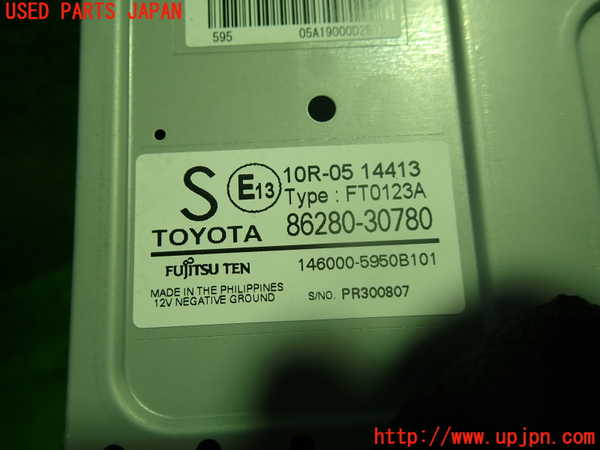 USED PARTS JAPAN
595
S
E13
10R-05 14413
Type : FT0123A
TOYOTA
86280-30780
FUJITSU TEN
146000-5950B101
MADE IN THE PHILIPPINES
12V NEGATIVE GROUND
S/NO. PR300807
http://www.upjpn.com/